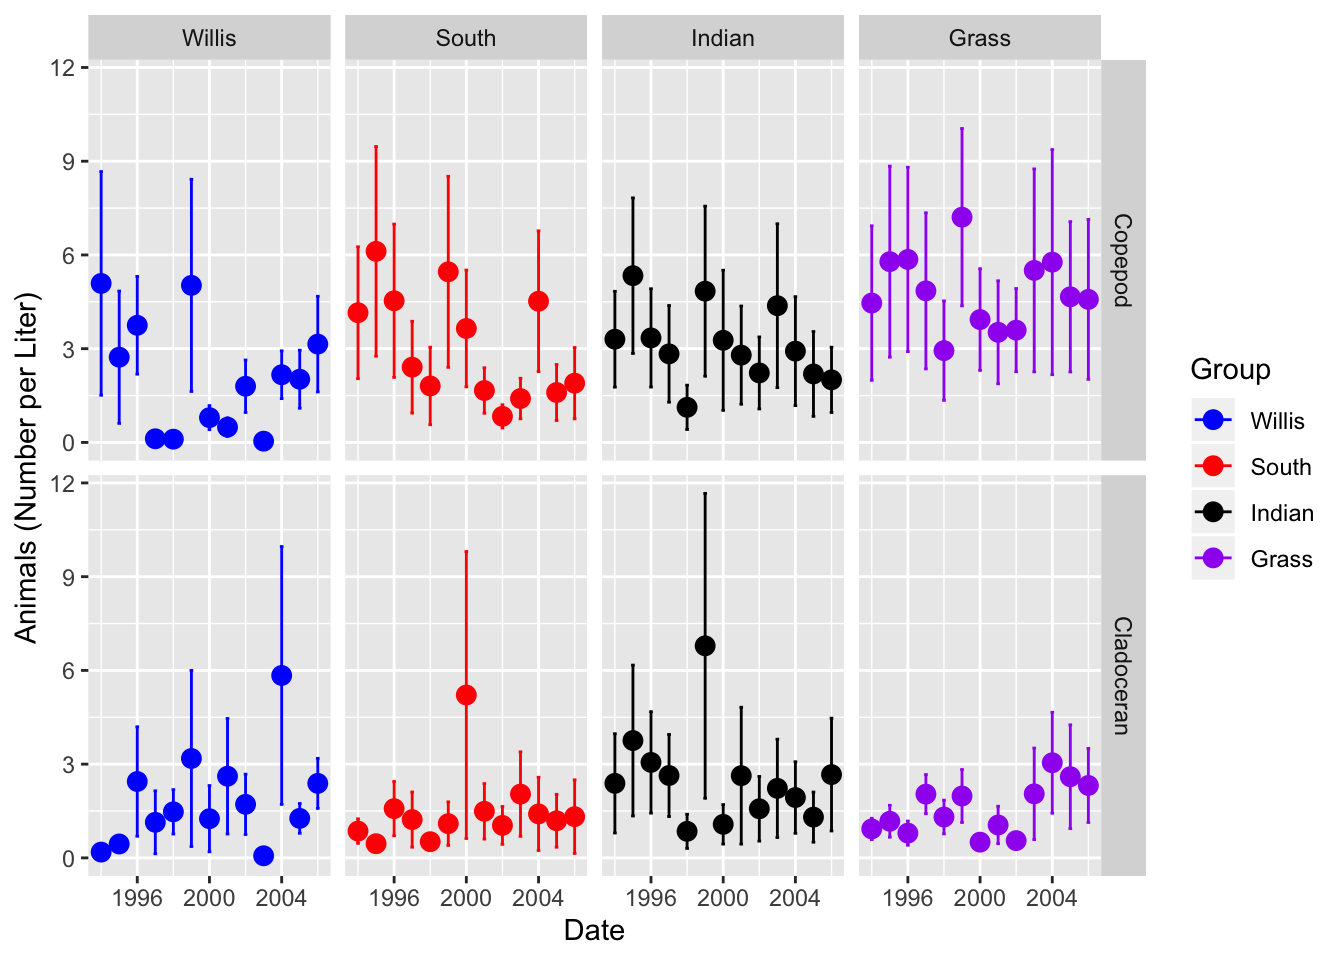 Willis South Indian Grass
12
9
6
3
0
Copepod
12
9
6
3
0
Cladoceran
1996 2000 2004 1996 2000 2004 1996 2000 2004 1996 2000 2004
Date
Animals (Number per Liter)
Group
Willis
South
Indian
Grass